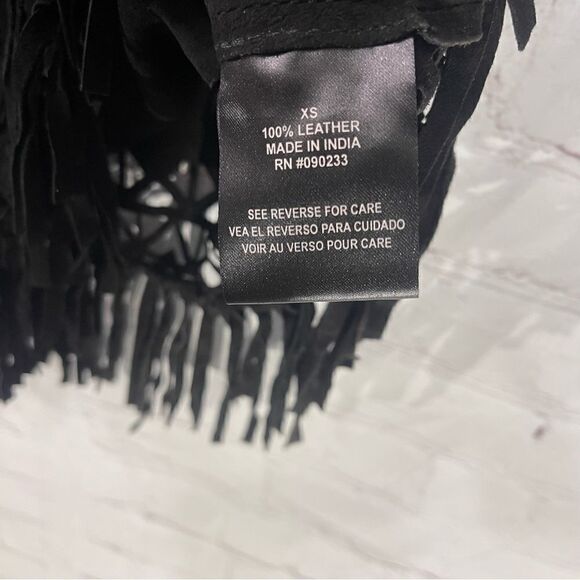 XS
100% LEATHER
MADE IN INDIA
RN #090233
SEE REVERSE FOR CARE
VEA EL REVERSO PARA CUIDADO
VOIR AU VERSO POUR CARE